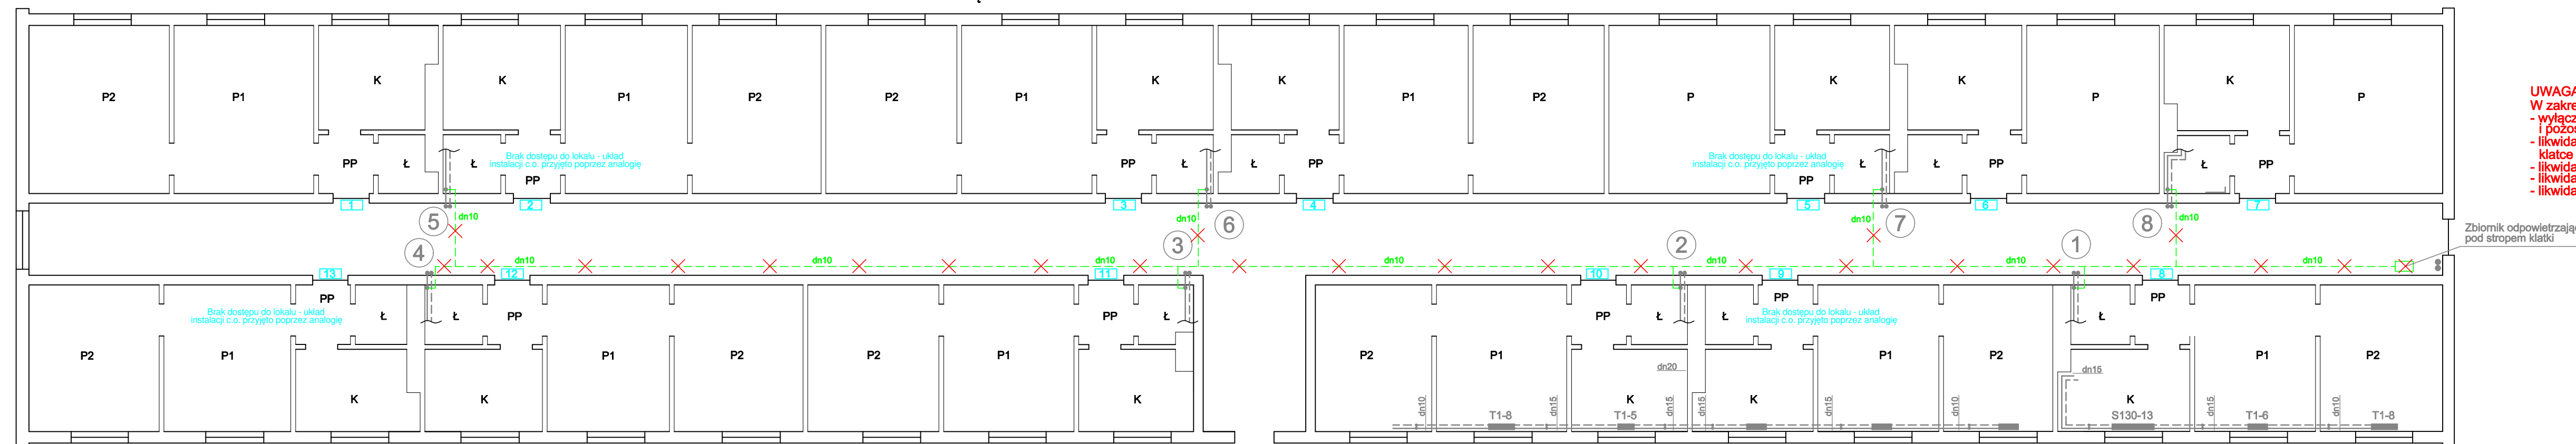 P2
P1
K
K
P1
P2
P2
P1
K
K
P1
P2
P
K
K
P
K
P
PP
Ł
Ł
PP
PP
Ł
Ł
PP
PP
Ł
Ł
PP
Ł
PP
Brak dostępu do lokalu - układ
instalacji c.o. przyjęto poprzez analogię
Brak dostępu do lokalu - układ
instalacji c.o. przyjęto poprzez analogię
UWAGA
W zakre
- wyłącz
i pozos
- likwida
klatce
- likwida
- likwida
- likwida
1
2
3
4
5
6
7
5
dn10
dn10
6
dn10
7
8
dn10
Zbiornik odpowietrzają
pod stropem klatki
4
3
2
1
dn10
dn10
dn10
dn10
dn10
dn10
dn10
13
12
11
10
9
8
PP
Ł
Ł
PP
PP
Ł
PP
Ł
Ł
PP
Ł
PP
Brak dostępu do lokalu - układ
instalacji c.o. przyjęto poprzez analogię
Brak dostępu do lokalu - układ
instalacji c.o. przyjęto poprzez analogię
P2
P1
P1
P2
P2
P1
P2
P1
P1
P2
P1
P2
dn20
dn15
K
K
K
K
K
K
dn10
T1-8
dn15
T1-5
dn15
dn15
dn15
dn10
S130-13
dn15
T1-6
dn10
T1-8